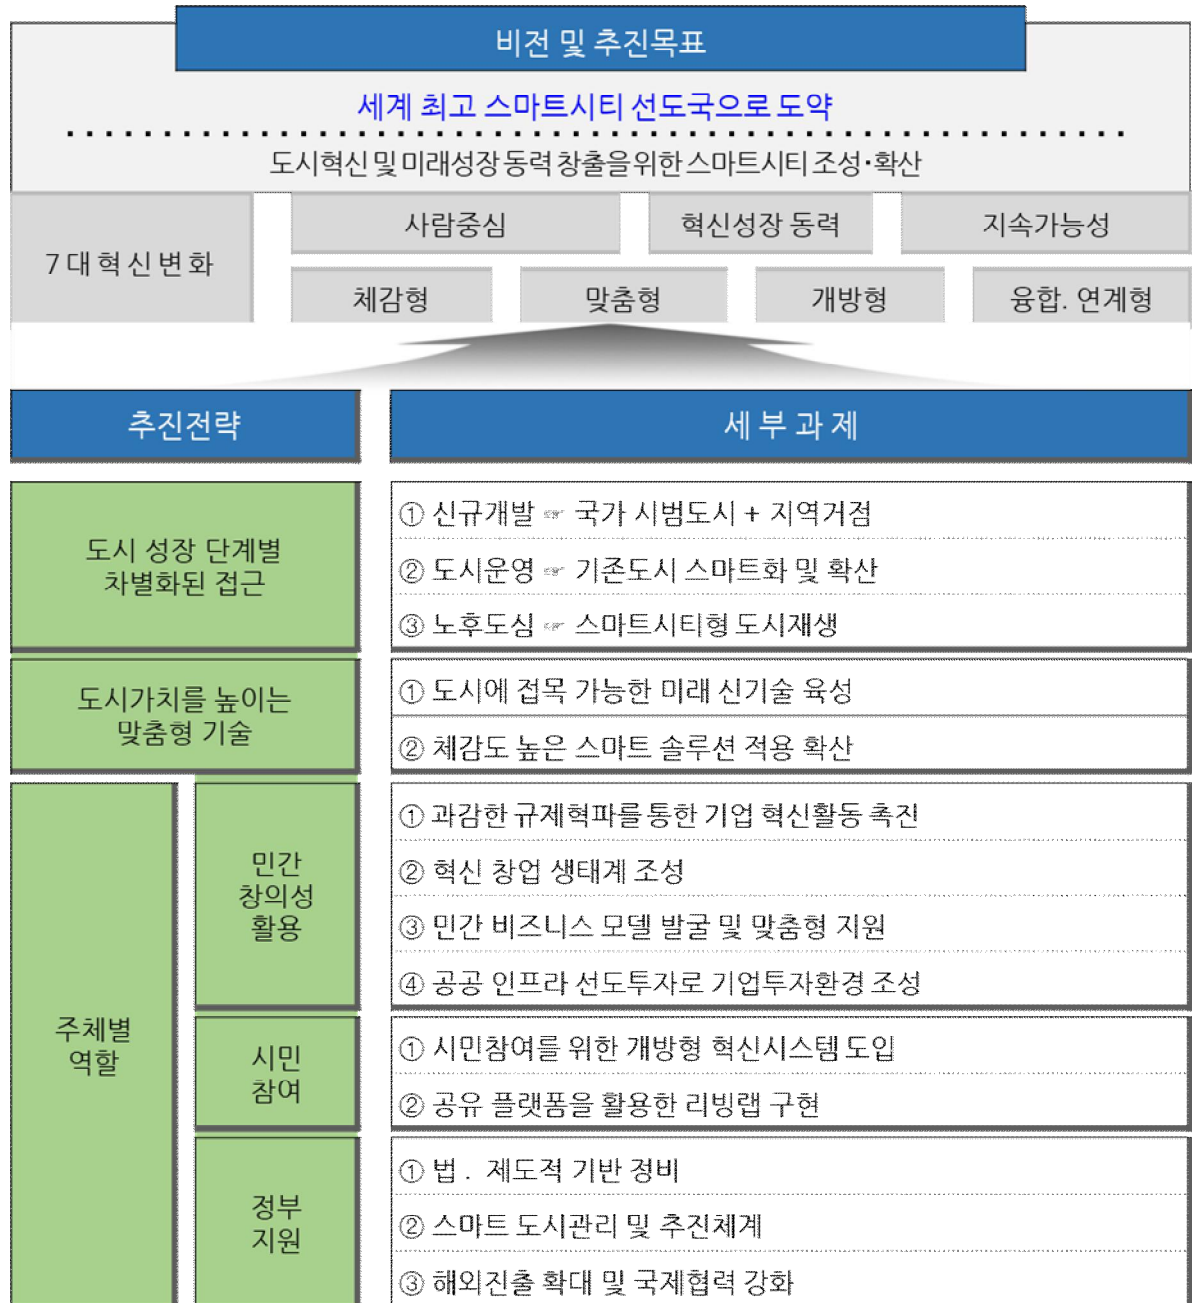 비전 및 추진목표
세계 최고 스마트시티 선도국으로 도약
도시혁신 및 미래성장 동력 창출을 위한 스마트시티 조성·확산
7대혁신변화
사람중심
혁신성장 동력
지속가능성
체감형
맞춤형
개방형
융합. 연계형
추진전략
세부과제
도시 성장 단계별
차별화된 접근
① 신규개발 ☞ 국가 시범도시 + 지역거점
② 도시운영 ☞ 기존도시 스마트화 및 확산
③ 노후도심 ☞ 스마트시티형 도시재생
도시가치를 높이는
맞춤형 기술
① 도시에 접목 가능한 미래 신기술 육성
② 체감도 높은 스마트 솔루션 적용 확산
주체별
역할
민간
창의성
활용
① 과감한 규제혁파를 통한 기업 혁신활동 촉진
② 혁신 창업 생태계 조성
③ 민간 비즈니스 모델 발굴 및 맞춤형 지원
④ 공공 인프라 선도투자로 기업투자환경 조성
시민
참여
① 시민참여를 위한 개방형 혁신시스템 도입
② 공유 플랫폼을 활용한 리빙랩 구현
정부
지원
① 법 . 제도적 기반 정비
② 스마트 도시관리 및 추진체계
③ 해외진출 확대 및 국제협력 강화